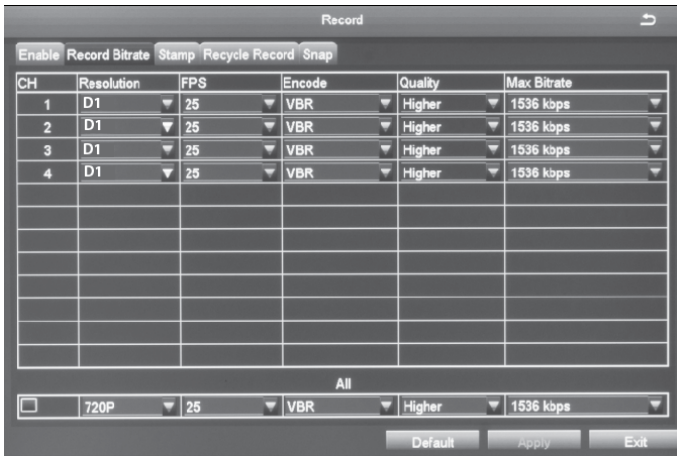 Record
Enable Record Bitrate Stamp Recycle Record Snap
CH Resolution FPS Encode Quality Max Bitrate
1 D1 25 VBR Higher 1536 kbps
2 D1 25 VBR Higher 1536 kbps
3 D1 25 VBR Higher 1536 kbps
4 D1 25 VBR Higher 1536 kbps
All
720P 25 VBR Higher 1536 kbps
Default Apply Exit